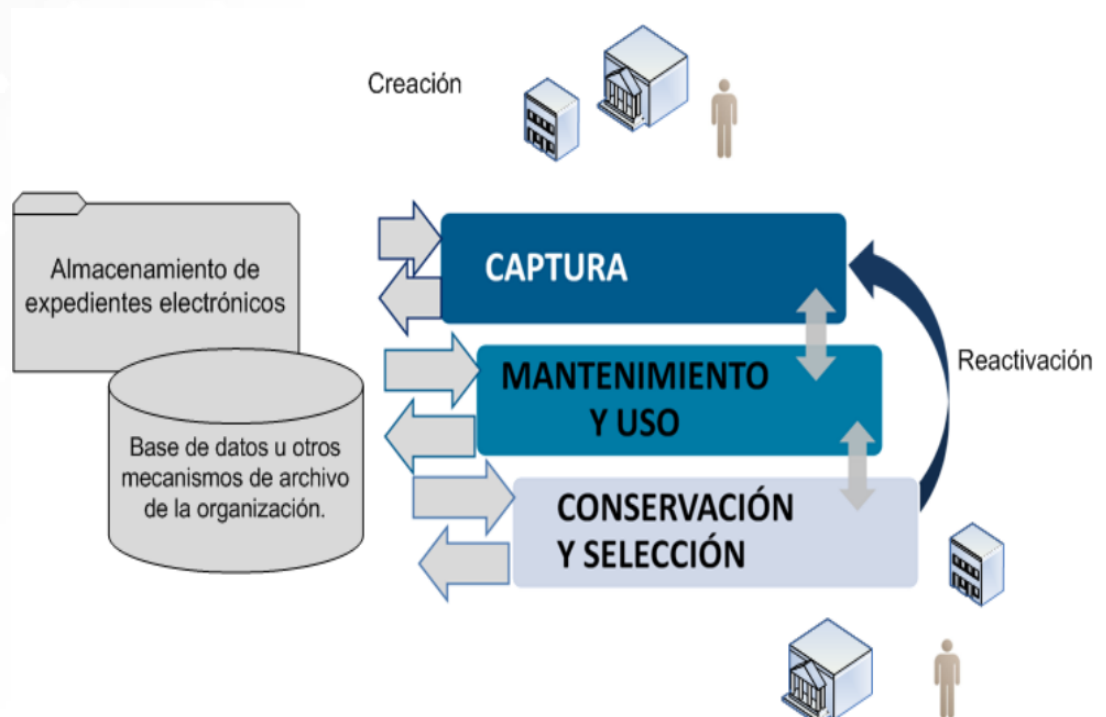 Creación
Almacenamiento de
expedientes electrónicos
CAPTURA
Reactivación
MANTENIMIENTO
Y USO
Base de datos u otros
mecanismos de archivo
de la organización.
CONSERVACIÓN
Y SELECCIÓN